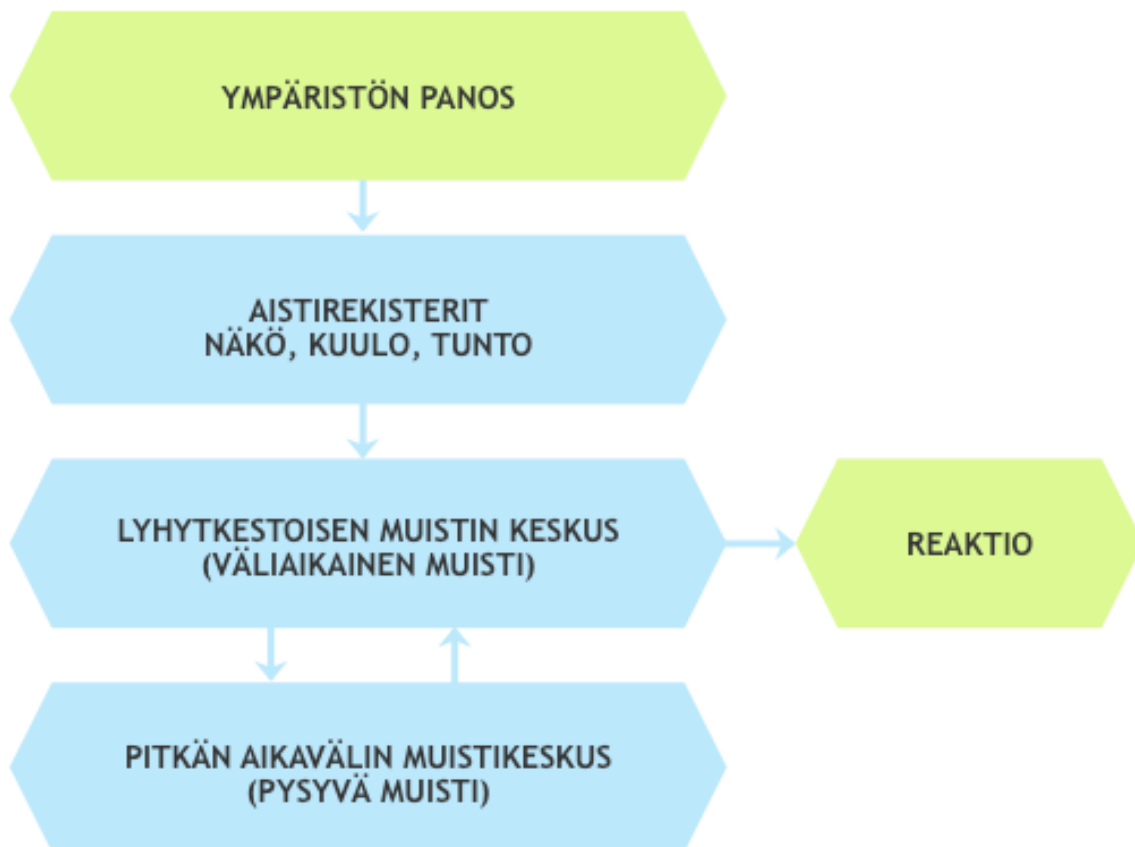 YMPÄRISTÖN PANOS
AISTIREKISTERIT
NÄKÖ, KUULO, TUNTO
LYHYTKESTOISEN MUISTIN KESKUS
(VÄLIAIKAINEN MUISTI)
REAKTIO
PITKÄN AIKAVÄLIN MUISTIKESKUS
(PYSYVÄ MUISTI)